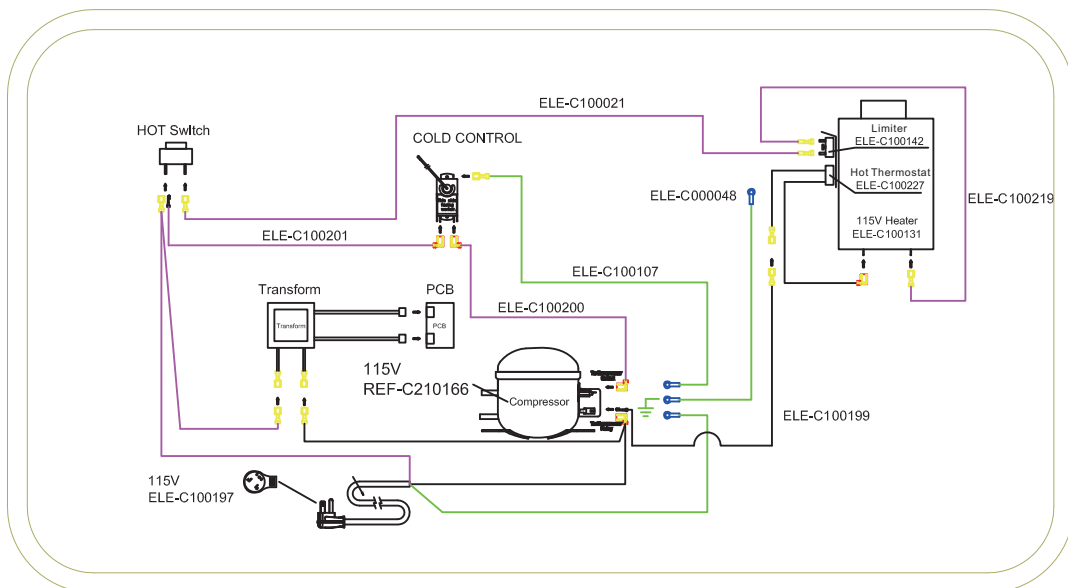 HOT Switch
COLD CONTROL
ELE-C100021
Limiter
ELE-C100142
Hot Thermostat
ELE-C100227
115V Heater
ELE-C100131
ELE-C100219
ELE-C000048
ELE-C100201
ELE-C100107
Transform
Transform
PCB
PCB
ELE-C100200
115V
REF-C210166
Compressor
ELE-C100199
115V
ELE-C100197